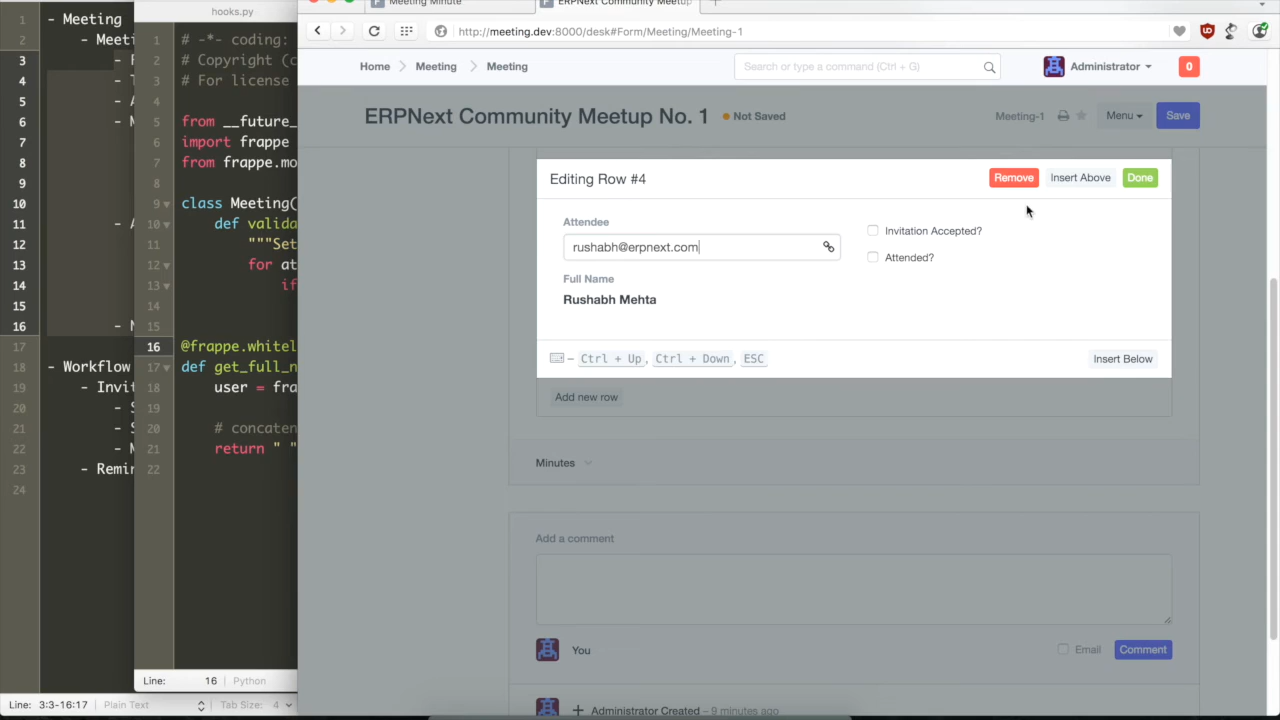 - Meeting
- Meeti
- F
- T
- A
- M
- A
- N
- Workflow
- Invit
- S
- S
- M
- Remin
Line: 3:3-16:17
Plain Text
Tab Size: 4
hooks.py
# -*- coding:
# Copyright (c
# For license
from __future_
import frappe
from frappe.mo
class Meeting(
def valida
"""Set
for at
if
@frappe.whitel
def get_full_n
user = fra
# concaten
return " "
Line: 16
Python
Meeting Minute
ERPNext Community Meetup
http://meeting.dev:8000/desk#Form/Meeting/Meeting-1
Home Meeting Meeting
Search or type a command (Ctrl + G)
Administrator
0
ERPNext Community Meetup No. 1
Not Saved
Meeting-1
Menu
Save
Editing Row #4
Remove
Insert Above
Done
Attendee
rushabh@erpnext.com
Invitation Accepted?
Attended?
Full Name
Rushabh Mehta
– Ctrl + Up, Ctrl + Down, ESC
Insert Below
Add new row
Minutes
Add a comment
You
Email
Comment
Administrator Created – 9 minutes ago